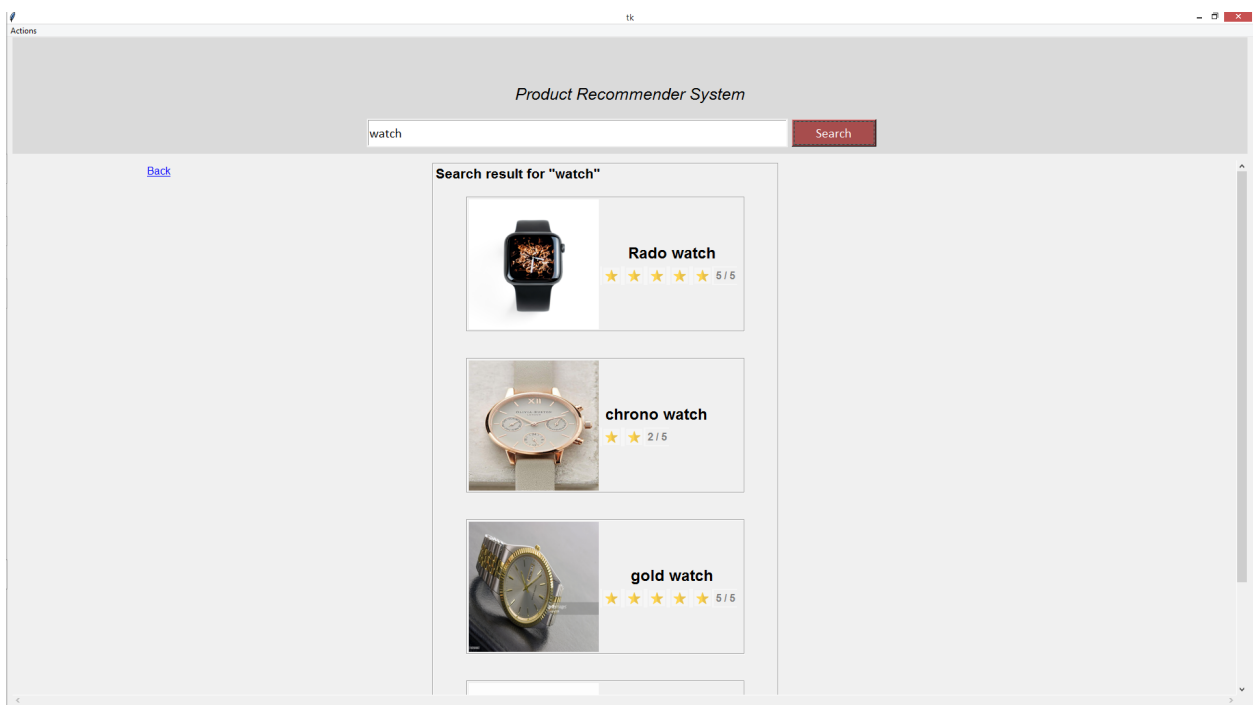 tk
Actions
Product Recommender System
watch
Search
Back
Search result for "watch"
Rado watch
5 / 5
XII
chrono watch
2 / 5
gold watch
5 / 5